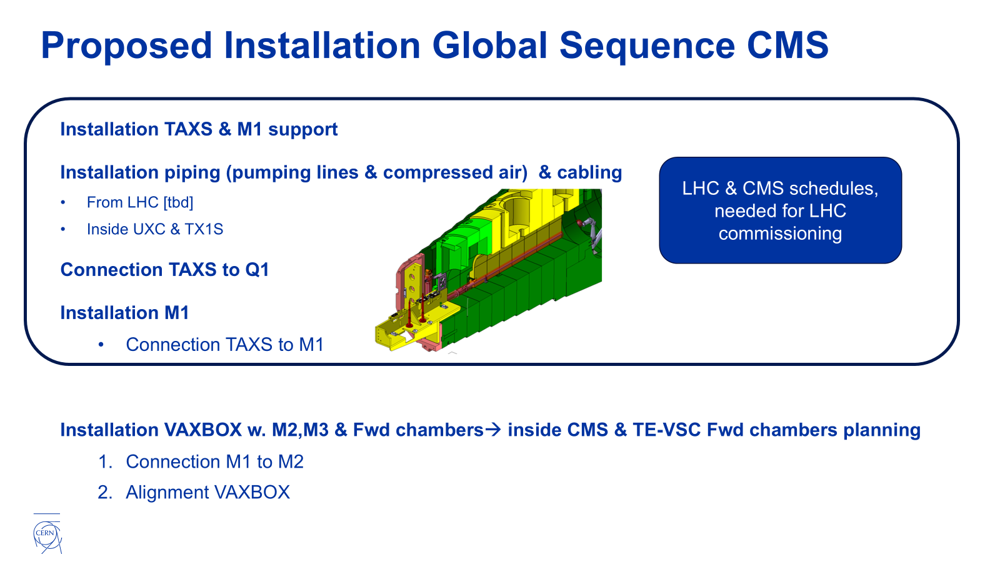 Proposed Installation Global Sequence CMS
Installation TAXS & M1 support
Installation piping (pumping lines & compressed air)  & cabling
• From LHC [tbd]
• Inside UXC & TX1S
Connection TAXS to Q1
Installation M1
• Connection TAXS to M1
LHC & CMS schedules,
needed for LHC
commissioning
Installation VAXBOX w. M2,M3 & Fwd chambers→ inside CMS & TE-VSC Fwd chambers planning
1. Connection M1 to M2
2. Alignment VAXBOX
CERN